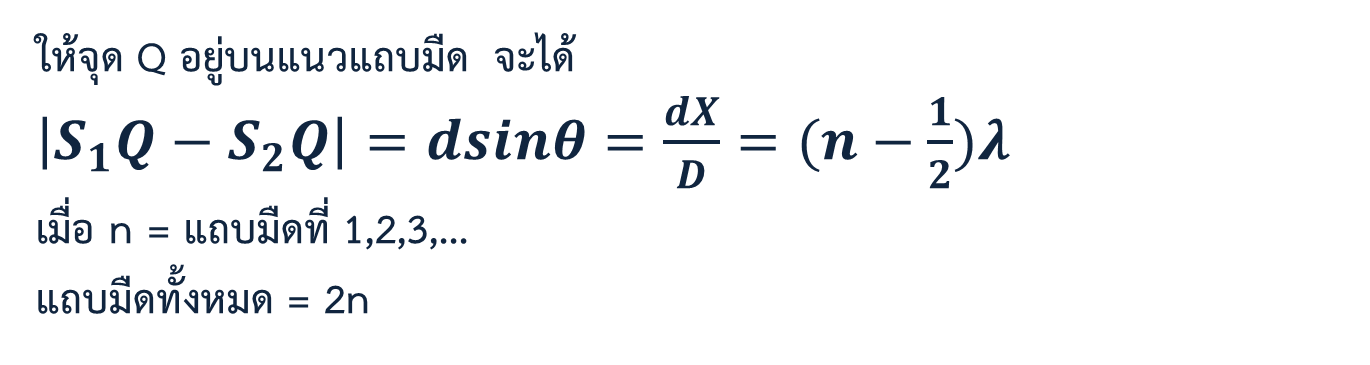 ให้จุด Q อยู่บนแนวแถบมืด จะได้
|S₁Q − S₂Q| = dsinθ = dX/D = (n − 1/2)λ
เมื่อ n = แถบมืดที่ 1,2,3,...
แถบมืดทั้งหมด = 2n